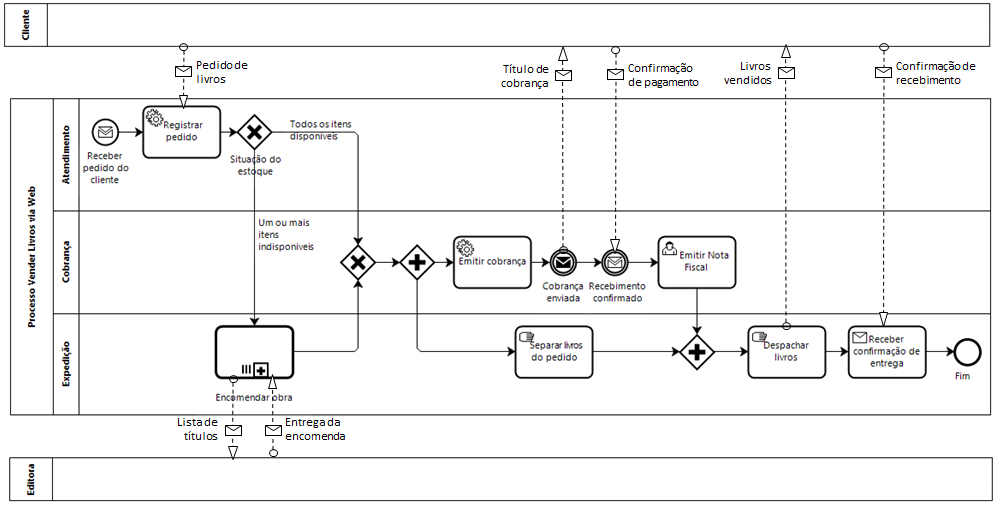 Cliente
Pedido de
livros
Título de
cobrança
Confirmação
de pagamento
Livros
vendidos
Confirmação de
recebimento
Processo Vender Livros via Web
Atendimento
Receber
pedido do
cliente
Registrar
pedido
Situação do
estoque
Todos os itens
disponíveis
Um ou mais
itens
indisponíveis
Cobrança
Emitir cobrança
Cobrança
enviada
Recebimento
confirmado
Emitir Nota
Fiscal
Expedição
Encomendar obra
Separar livros
do pedido
Despachar
livros
Receber
confirmação de
entrega
Fim
Lista de
títulos
Entrega da
encomenda
Editora